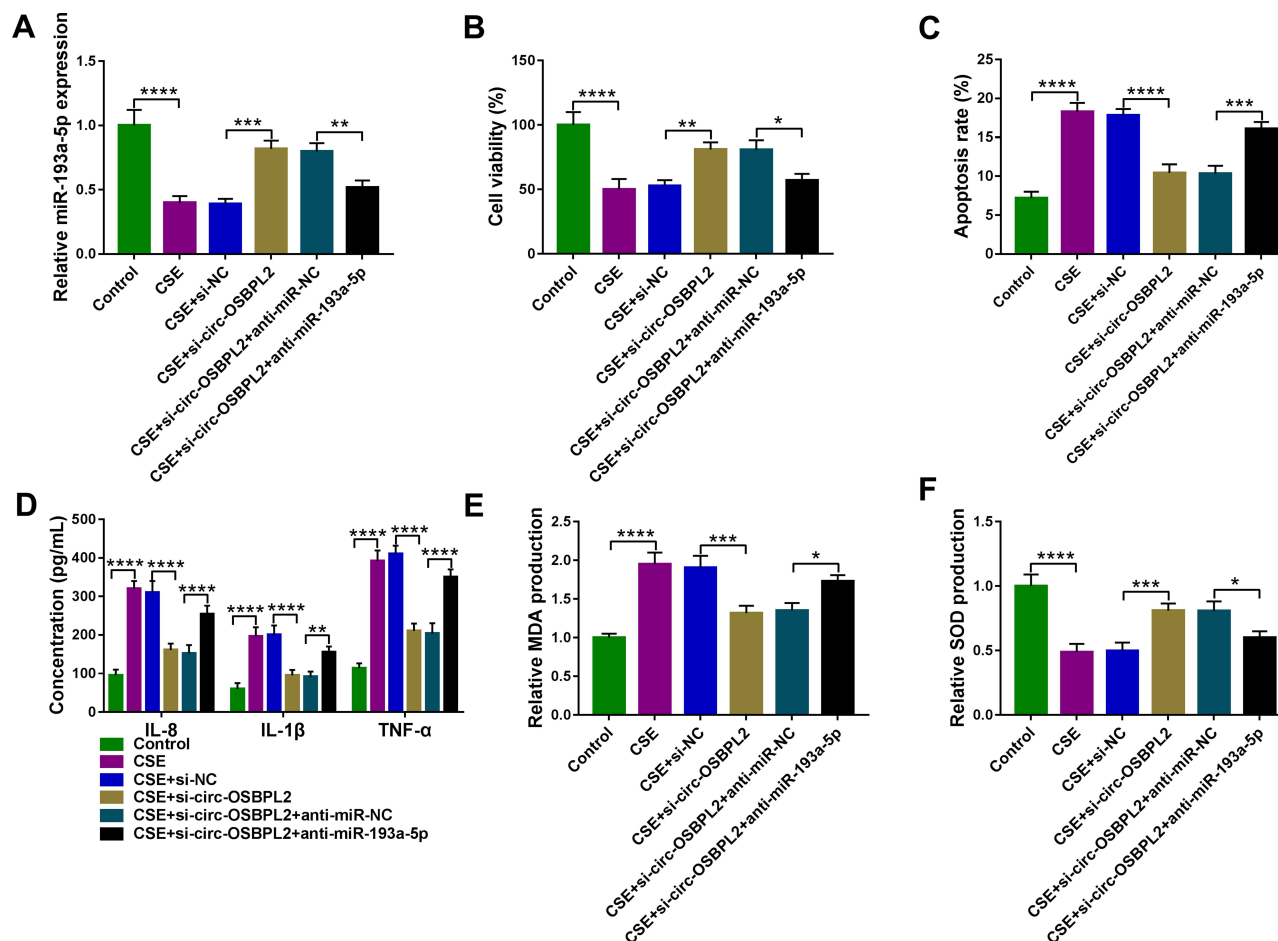 A
Relative miR-193a-5p expression
1.5
1.0
0.5
0.0
****
***
**
Control
CSE
CSE+si-NC
CSE+si-circ-OSBPL2
CSE+si-circ-OSBPL2+anti-miR-NC
CSE+si-circ-OSBPL2+anti-miR-193a-5p
B
Cell viability (%)
150
100
50
0
****
**
*
Control
CSE
CSE+si-NC
CSE+si-circ-OSBPL2
CSE+si-circ-OSBPL2+anti-miR-NC
CSE+si-circ-OSBPL2+anti-miR-193a-5p
C
Apoptosis rate (%)
25
20
15
10
5
0
****
****
***
Control
CSE
CSE+si-NC
CSE+si-circ-OSBPL2
CSE+si-circ-OSBPL2+anti-miR-NC
CSE+si-circ-OSBPL2+anti-miR-193a-5p
D
Concentration (pg/mL)
500
400
300
200
100
0
****
****
****
****
****
**
****
****
****
IL-8
IL-1β
TNF-α
Control
CSE
CSE+si-NC
CSE+si-circ-OSBPL2
CSE+si-circ-OSBPL2+anti-miR-NC
CSE+si-circ-OSBPL2+anti-miR-193a-5p
E
Relative MDA production
2.5
2.0
1.5
1.0
0.5
0.0
****
***
*
Control
CSE
CSE+si-NC
CSE+si-circ-OSBPL2
CSE+si-circ-OSBPL2+anti-miR-NC
CSE+si-circ-OSBPL2+anti-miR-193a-5p
F
Relative SOD production
1.5
1.0
0.5
0.0
****
***
*
Control
CSE
CSE+si-NC
CSE+si-circ-OSBPL2
CSE+si-circ-OSBPL2+anti-miR-NC
CSE+si-circ-OSBPL2+anti-miR-193a-5p